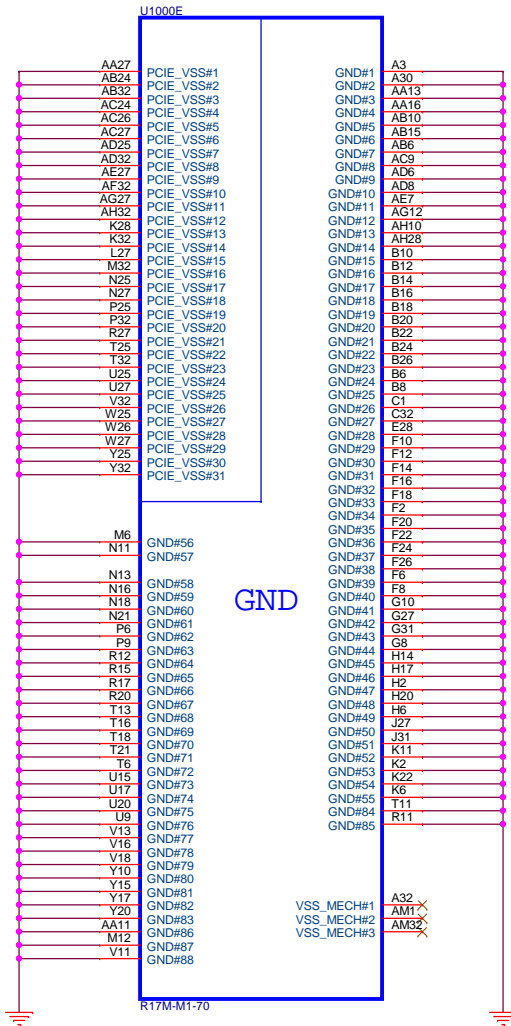 U1000E
AA27 PCIE_VSS#1
AB24 PCIE_VSS#2
AB32 PCIE_VSS#3
AC24 PCIE_VSS#4
AC26 PCIE_VSS#5
AC27 PCIE_VSS#6
AD25 PCIE_VSS#7
AD32 PCIE_VSS#8
AE27 PCIE_VSS#9
AF32 PCIE_VSS#10
AG27 PCIE_VSS#11
AH32 PCIE_VSS#12
K28 PCIE_VSS#13
K32 PCIE_VSS#14
L27 PCIE_VSS#15
M32 PCIE_VSS#16
N25 PCIE_VSS#17
N27 PCIE_VSS#18
P25 PCIE_VSS#19
P32 PCIE_VSS#20
R27 PCIE_VSS#21
T25 PCIE_VSS#22
T32 PCIE_VSS#23
U25 PCIE_VSS#24
U27 PCIE_VSS#25
V32 PCIE_VSS#26
W25 PCIE_VSS#27
W26 PCIE_VSS#28
W27 PCIE_VSS#29
Y25 PCIE_VSS#30
Y32 PCIE_VSS#31
M6 GND#56
N11 GND#57
N13 GND#58
N16 GND#59
N18 GND#60
N21 GND#61
P6 GND#62
P9 GND#63
R12 GND#64
R15 GND#65
R17 GND#66
R20 GND#67
T13 GND#68
T16 GND#69
T18 GND#70
T21 GND#71
T6 GND#72
U15 GND#73
U17 GND#74
U20 GND#75
U9 GND#76
V13 GND#77
V16 GND#78
V18 GND#79
Y10 GND#80
Y15 GND#81
Y17 GND#82
Y20 GND#83
AA11 GND#86
M12 GND#87
V11 GND#88
GND
GND#1 A3
GND#2 A30
GND#3 AA13
GND#4 AA16
GND#5 AB10
GND#6 AB15
GND#7 AB6
GND#8 AC9
GND#9 AD6
GND#10 AD8
GND#11 AE7
GND#12 AG12
GND#13 AH10
GND#14 AH28
GND#15 B10
GND#16 B12
GND#17 B14
GND#18 B16
GND#19 B18
GND#20 B20
GND#21 B22
GND#22 B24
GND#23 B26
GND#24 B6
GND#25 B8
GND#26 C1
GND#27 C32
GND#28 E28
GND#29 F10
GND#30 F12
GND#31 F14
GND#32 F16
GND#33 F18
GND#34 F2
GND#35 F20
GND#36 F22
GND#37 F24
GND#38 F26
GND#39 F6
GND#40 F8
GND#41 G10
GND#42 G27
GND#43 G31
GND#44 G8
GND#45 H14
GND#46 H17
GND#47 H2
GND#48 H20
GND#49 H6
GND#50 J27
GND#51 J31
GND#52 K11
GND#53 K2
GND#54 K22
GND#55 K6
GND#84 T11
GND#85 R11
VSS_MECH#1 A32
VSS_MECH#2 AM1
VSS_MECH#3 AM32
R17M-M1-70